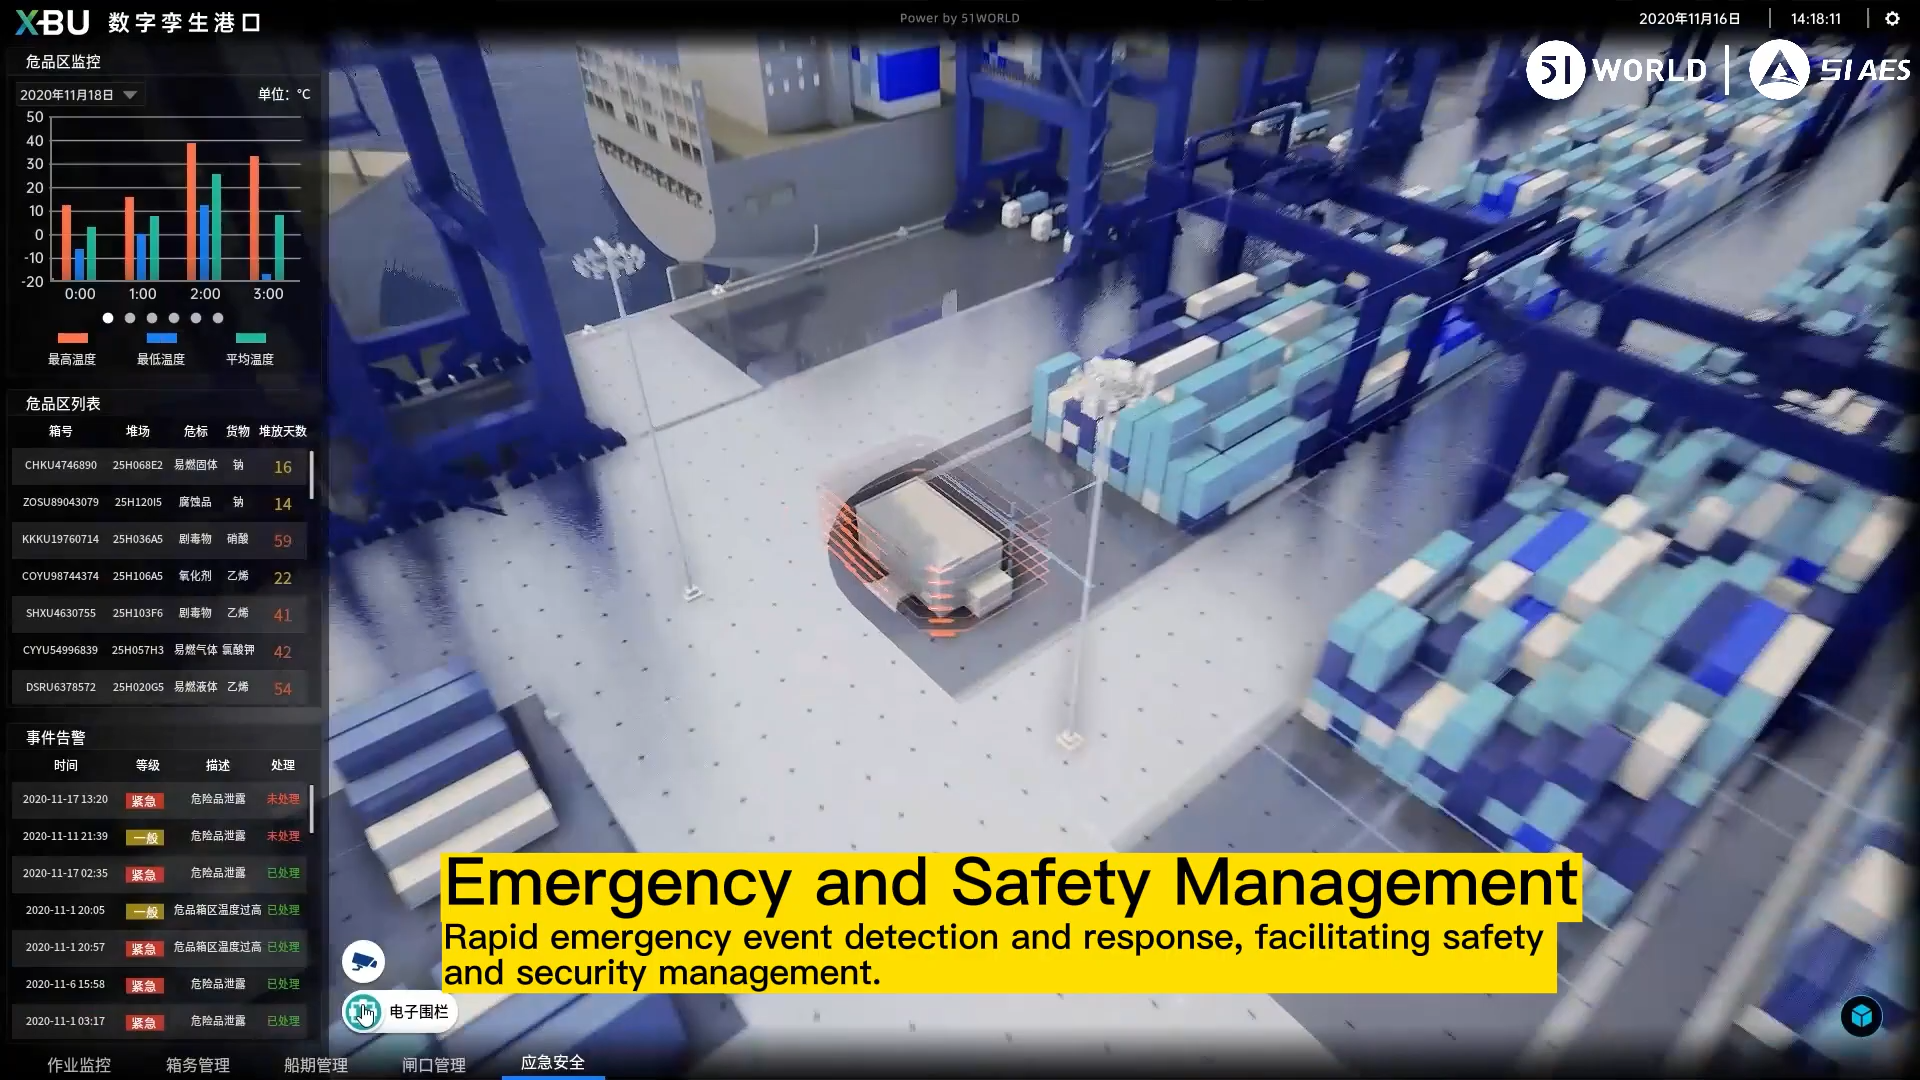 XBU 数字孪生港口
Power by 51WORLD
2020年11月16日
14:18:11
51WORLD
51 AES
危品区监控
2020年11月18日
单位: ℃
50
40
30
20
10
0
-10
-20
0:00 1:00 2:00 3:00
最高温度 最低温度 平均温度
危品区列表
箱号 堆场 危标 货物 堆放天数
CHKU4746890 25H068E2 易燃固体 钠 16
ZOSU89043079 25H120I5 腐蚀品 钠 14
KKKU19760714 25H036A5 剧毒物 硝酸 59
COYU98744374 25H106A5 氧化剂 乙烯 22
SHXU4630755 25H103F6 剧毒物 乙烯 41
CYYU54996839 25H057H3 易燃气体 氯酸钾 42
DSRU6378572 25H020G5 易燃液体 乙烯 54
事件告警
时间 等级 描述 处理
2020-11-17 13:20 紧急 危险品泄露 未处理
2020-11-11 21:39 一般 危险品泄露 未处理
2020-11-17 02:35 紧急 危险品泄露 已处理
2020-11-1 20:05 一般 危品箱区温度过高 已处理
2020-11-1 20:57 紧急 危品箱区温度过高 已处理
2020-11-6 15:58 紧急 危险品泄露 已处理
2020-11-1 03:17 紧急 危险品泄露 已处理
Emergency and Safety Management
Rapid emergency event detection and response, facilitating safety
and security management.
电子围栏
作业监控 箱务管理 船期管理 闸口管理 应急安全